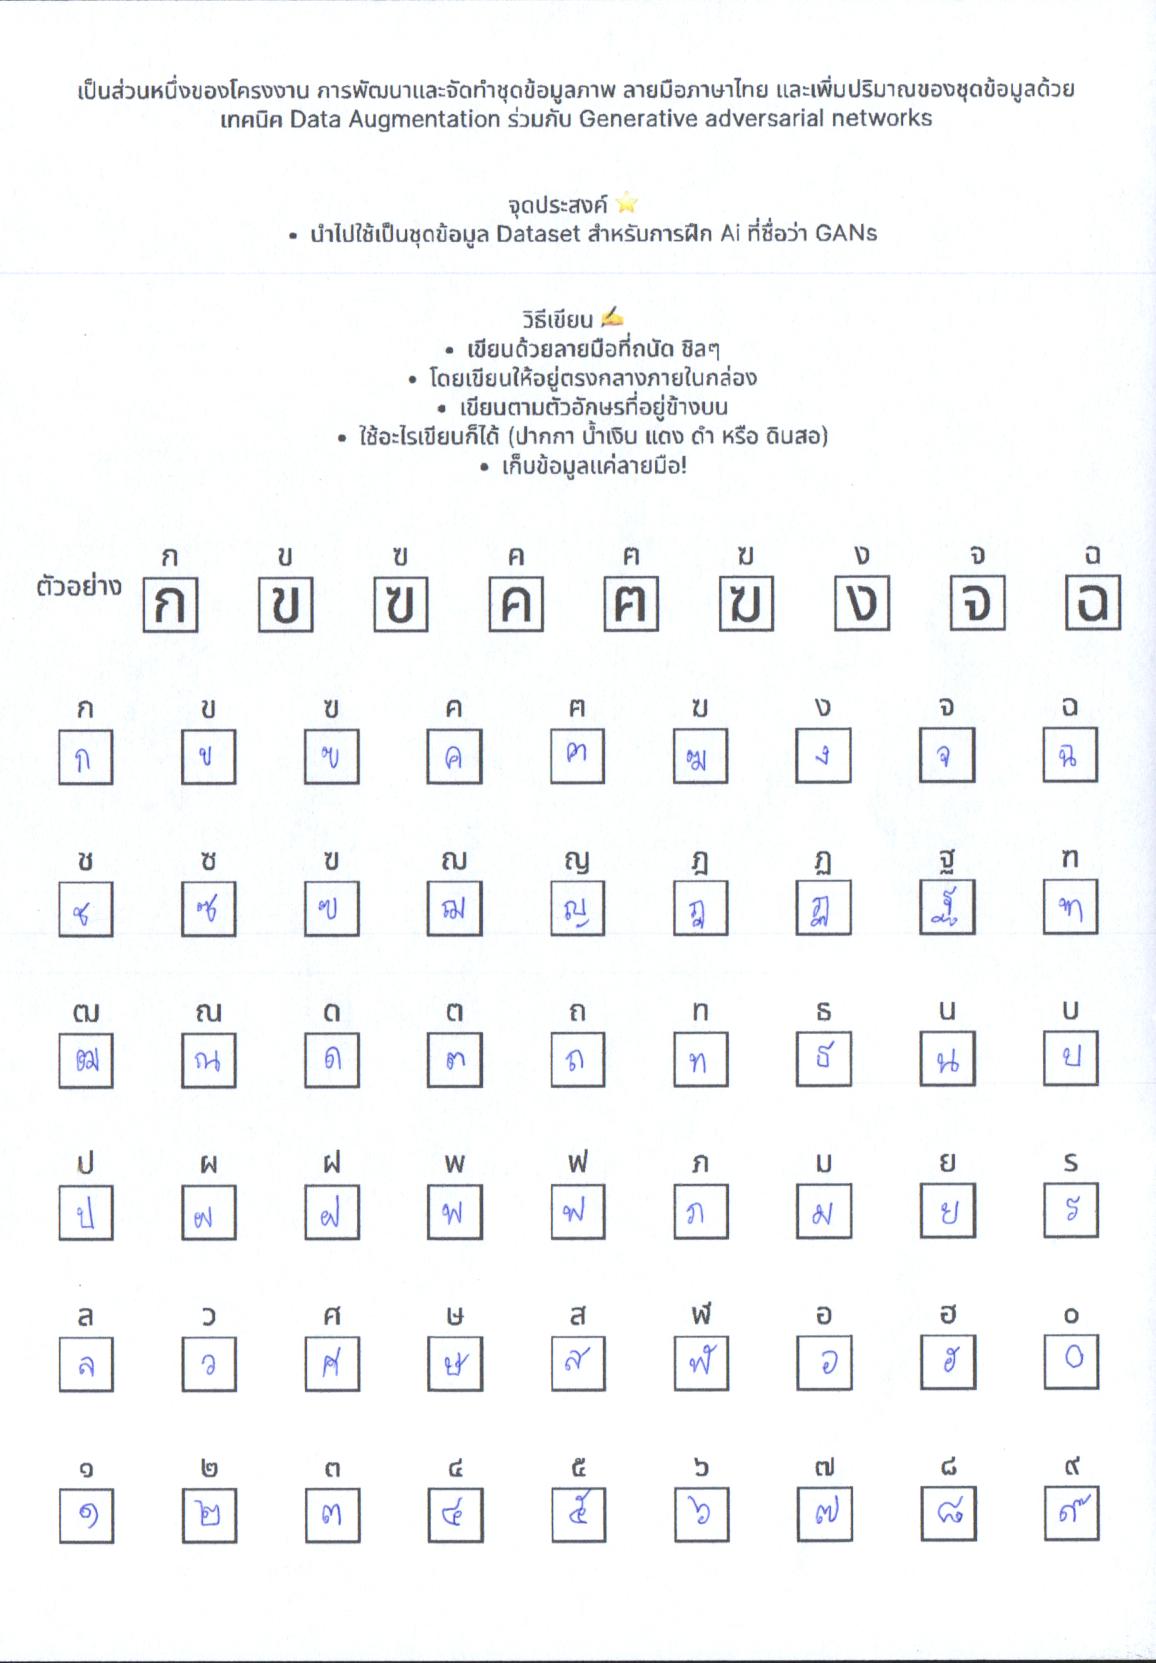 เป็นส่วนหนึ่งของโครงงาน การพัฒนาและจัดทำชุดข้อมูลภาพ ลายมือภาษาไทย และเพิ่มปริมาณของชุดข้อมูลด้วย
เทคนิค Data Augmentation ร่วมกับ Generative adversarial networks
จุดประสงค์ ⭐
• นำไปใช้เป็นชุดข้อมูล Dataset สำหรับการฝึก Ai ที่ชื่อว่า GANs
วิธีเขียน ✍
• เขียนด้วยลายมือที่ถนัด ชิลๆ
• โดยเขียนให้อยู่ตรงกลางภายในกล่อง
• เขียนตามตัวอักษรที่อยู่ข้างบน
• ใช้อะไรเขียนก็ได้ (ปากกา น้ำเงิน แดง ดำ หรือ ดินสอ)
• เก็บข้อมูลแค่ลายมือ!
ก ข ฃ ค ฅ ฆ ง จ ฉ
ตัวอย่าง ก ข ฃ ค ฅ ฆ ง จ ฉ
ก ข ฃ ค ฅ ฆ ง จ ฉ
ก ข ฃ ค ฅ ฆ ง จ ฉ
ช ซ ฃ ฌ ญ ฎ ฏ ฐ ฑ
ช ซ ฃ ฌ ญ ฎ ฏ ฐ ฑ
ฒ ณ ด ต ถ ท ธ น บ
ฒ ณ ด ต ถ ท ธ น บ
ป ผ ฝ พ ฟ ภ ม ย ร
ป ผ ฝ พ ฟ ภ ม ย ร
ล ว ศ ษ ส ฬ อ ฮ ๐
ล ว ศ ษ ส ฬ อ ฮ ๐
๑ ๒ ๓ ๔ ๕ ๖ ๗ ๘ ๙
๑ ๒ ๓ ๔ ๕ ๖ ๗ ๘ ๙